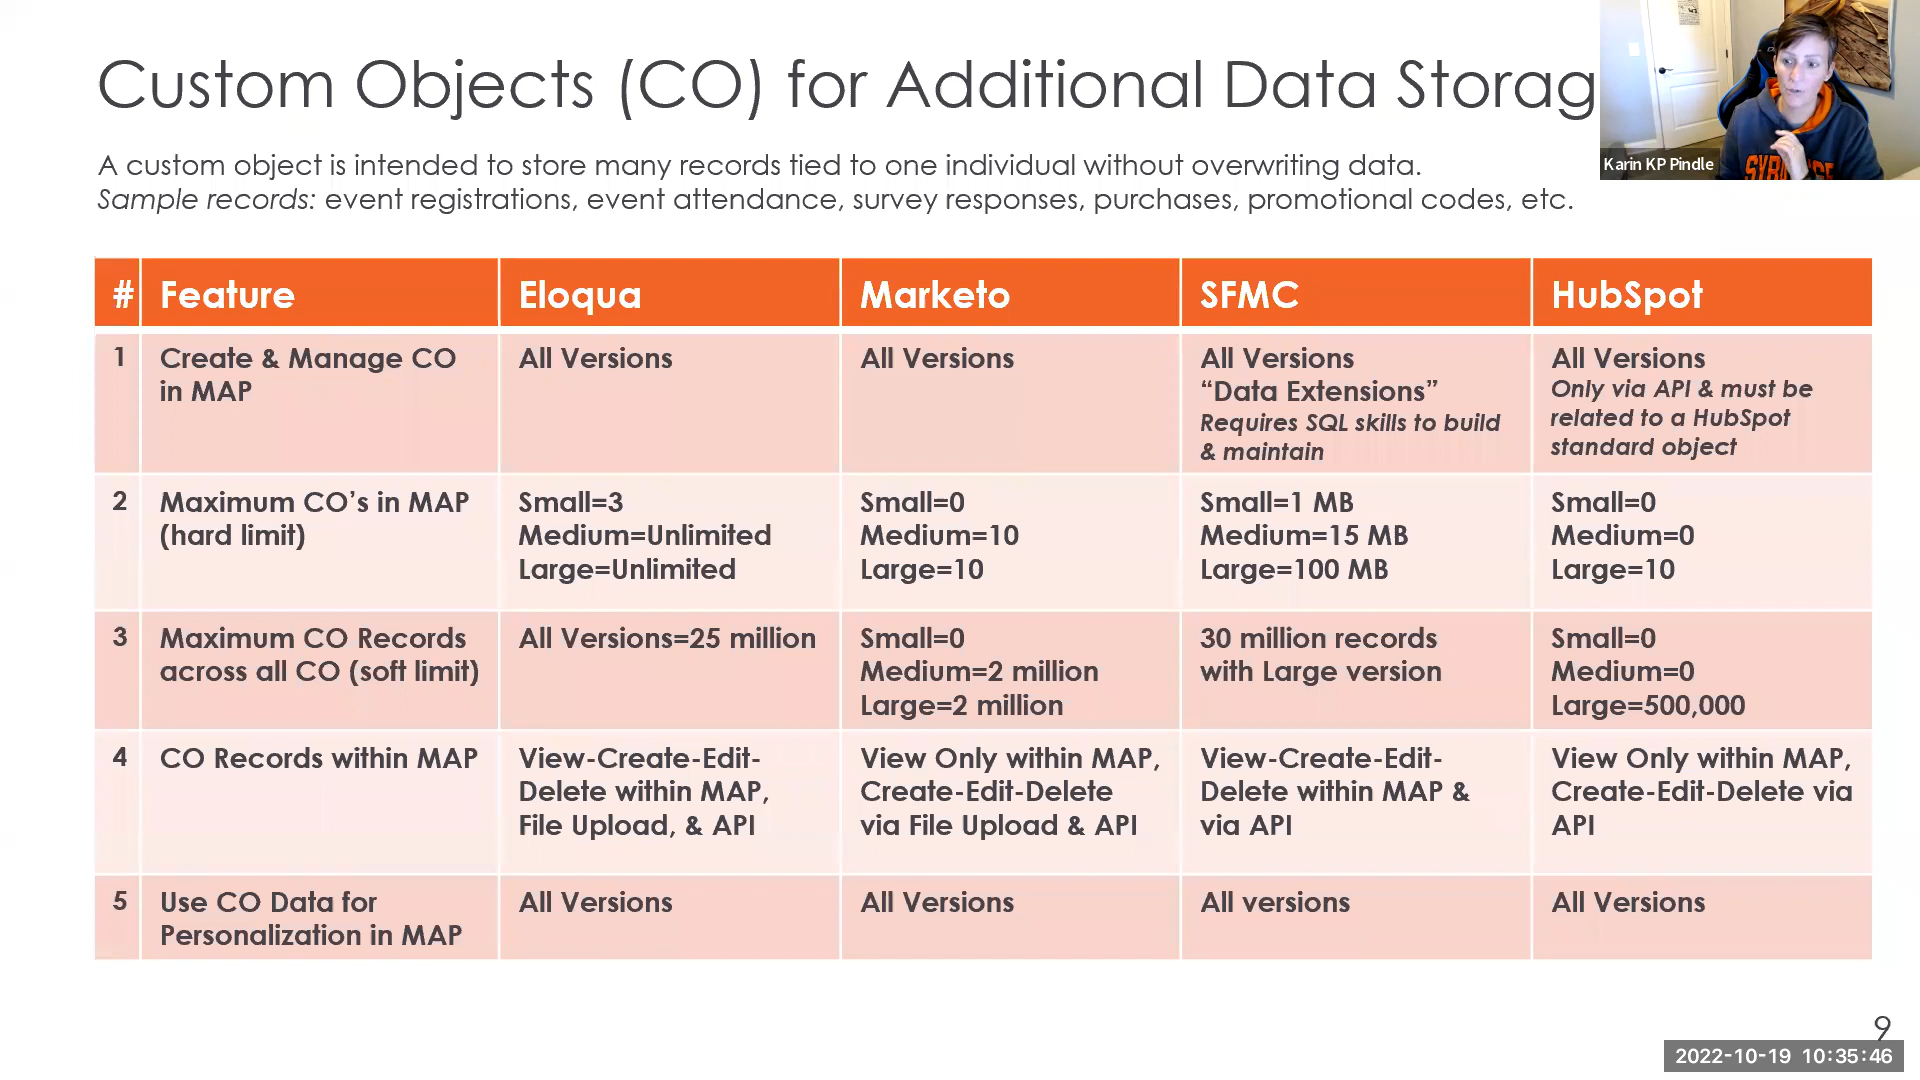 Custom Objects (CO) for Additional Data Storag
Karin KP Pindle
A custom object is intended to store many records tied to one individual without overwriting data.
Sample records: event registrations, event attendance, survey responses, purchases, promotional codes, etc.
# Feature Eloqua Marketo SFMC HubSpot
1
Create & Manage CO
in MAP
All Versions
All Versions
All Versions
“Data Extensions”
Requires SQL skills to build
& maintain
All Versions
Only via API & must be
related to a HubSpot
standard object
2
Maximum CO’s in MAP
(hard limit)
Small=3
Medium=Unlimited
Large=Unlimited
Small=0
Medium=10
Large=10
Small=1 MB
Medium=15 MB
Large=100 MB
Small=0
Medium=0
Large=10
3
Maximum CO Records
across all CO (soft limit)
All Versions=25 million
Small=0
Medium=2 million
Large=2 million
30 million records
with Large version
Small=0
Medium=0
Large=500,000
4
CO Records within MAP
View-Create-Edit-
Delete within MAP,
File Upload, & API
View Only within MAP,
Create-Edit-Delete
via File Upload & API
View-Create-Edit-
Delete within MAP &
via API
View Only within MAP,
Create-Edit-Delete via
API
5
Use CO Data for
Personalization in MAP
All Versions
All Versions
All versions
All Versions
9
2022-10-19 10:35:46